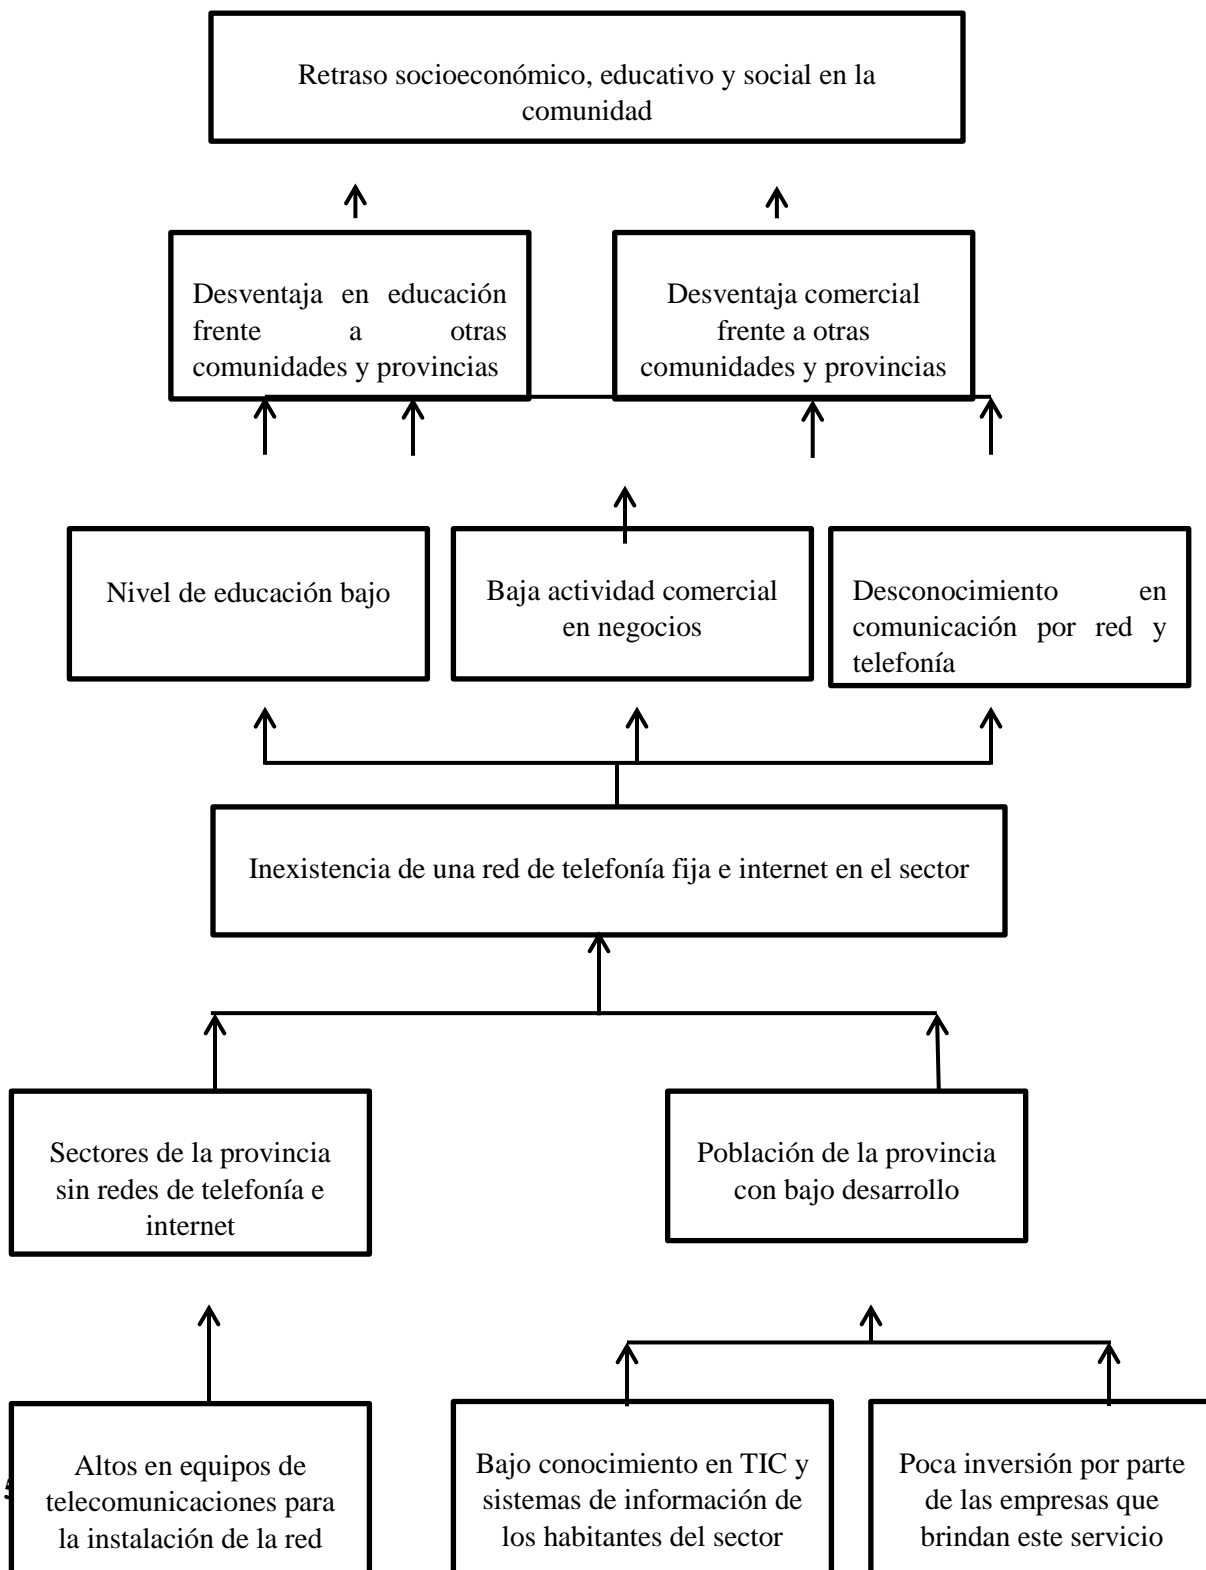 Retraso socioeconómico, educativo y social en la
comunidad
Desventaja en educación
frente a otras
comunidades y provincias
Desventaja comercial
frente a otras
comunidades y provincias
Nivel de educación bajo
Baja actividad comercial
en negocios
Desconocimiento en
comunicación por red y
telefonía
Inexistencia de una red de telefonía fija e internet en el sector
Sectores de la provincia
sin redes de telefonía e
internet
Población de la provincia
con bajo desarrollo
Altos en equipos de
telecomunicaciones para
la instalación de la red
Bajo conocimiento en TIC y
sistemas de información de
los habitantes del sector
Poca inversión por parte
de las empresas que
brindan este servicio